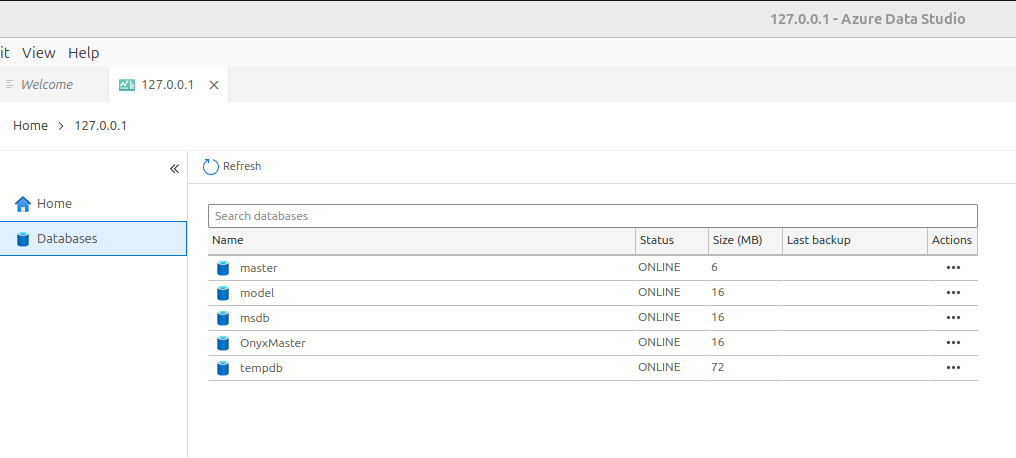 127.0.0.1 - Azure Data Studio
it View Help
Welcome 127.0.0.1
Home > 127.0.0.1
Refresh
Home
Databases
Search databases
Name Status Size (MB) Last backup Actions
master ONLINE 6
model ONLINE 16
msdb ONLINE 16
OnyxMaster ONLINE 16
tempdb ONLINE 72